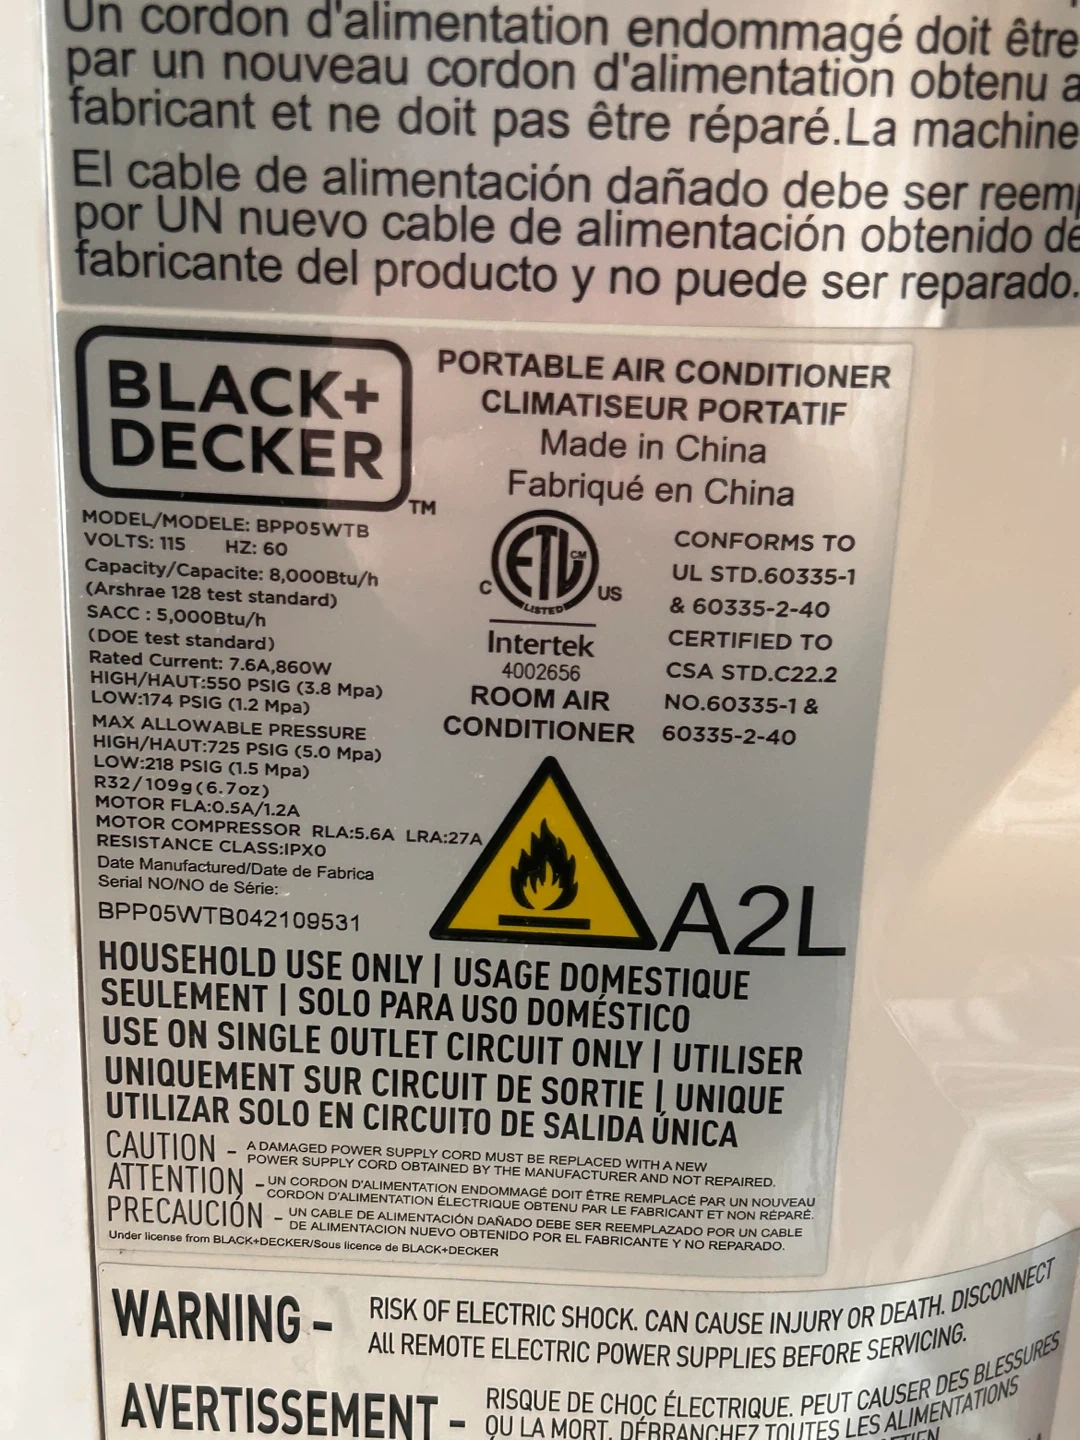 Un cordon d'alimentation endommagé doit être
par un nouveau cordon d'alimentation obtenu
fabricant et ne doit pas être réparé.La machine
El cable de alimentación dañado debe ser
por UN nuevo cable de alimentación obtenido
fabricante del producto y no puede ser reparado.
BLACK+
DECKER
TM
PORTABLE AIR CONDITIONER
CLIMATISEUR PORTATIF
Made in China
Fabriqué en China
MODEL/MODELE: BPP05WTB
VOLTS: 115 HZ: 60
Capacity/Capacite: 8,000Btu/h
(Arshrae 128 test standard)
SACC : 5,000Btu/h
(DOE test standard)
Rated Current: 7.6A,860W
HIGH/HAUT:550 PSIG (3.8 Mpa)
LOW:174 PSIG (1.2 Mpa)
MAX ALLOWABLE PRESSURE
HIGH/HAUT:725 PSIG (5.0 Mpa)
LOW:218 PSIG (1.5 Mpa)
R32/109g(6.7oz)
MOTOR FLA:0.5A/1.2A
MOTOR COMPRESSOR RLA:5.6A LRA:27A
RESISTANCE CLASS:IPX0
Date Manufactured/Date de Fabrica
Serial NO/NO de Série:
BPP05WTB042109531
ETL CM
C US
LISTED
Intertek
4002656
ROOM AIR
CONDITIONER
CONFORMS TO
UL STD.60335-1
& 60335-2-40
CERTIFIED TO
CSA STD.C22.2
NO.60335-1 &
60335-2-40
A2L
HOUSEHOLD USE ONLY | USAGE DOMESTIQUE
SEULEMENT | SOLO PARA USO DOMÉSTICO
USE ON SINGLE OUTLET CIRCUIT ONLY | UTILISER
UNIQUEMENT SUR CIRCUIT DE SORTIE | UNIQUE
UTILIZAR SOLO EN CIRCUITO DE SALIDA ÚNICA
CAUTION - A DAMAGED POWER SUPPLY CORD MUST BE REPLACED WITH A NEW
POWER SUPPLY CORD OBTAINED BY THE MANUFACTURER AND NOT REPAIRED.
ATTENTION - UN CORDON D'ALIMENTATION ENDOMMAGÉ DOIT ÊTRE REMPLACÉ PAR UN NOUVEAU
CORDON D'ALIMENTATION ÉLECTRIQUE OBTENU PAR LE FABRICANT ET NON RÉPARÉ.
PRECAUCIÓN - UN CABLE DE ALIMENTACIÓN DAÑADO DEBE SER REEMPLAZADO POR UN CABLE
DE ALIMENTACION NUEVO OBTENIDO POR EL FABRICANTE Y NO REPARADO.
Under license from BLACK+DECKER/Sous licence de BLACK+DECKER
WARNING - RISK OF ELECTRIC SHOCK. CAN CAUSE INJURY OR DEATH. DISCONNECT
All REMOTE ELECTRIC POWER SUPPLIES BEFORE SERVICING.
AVERTISSEMENT - RISQUE DE CHOC ÉLECTRIQUE. PEUT CAUSER DES BLESSURES
OU LA MORT. DÉBRANCHEZ TOUTES LES ALIMENTATIONS